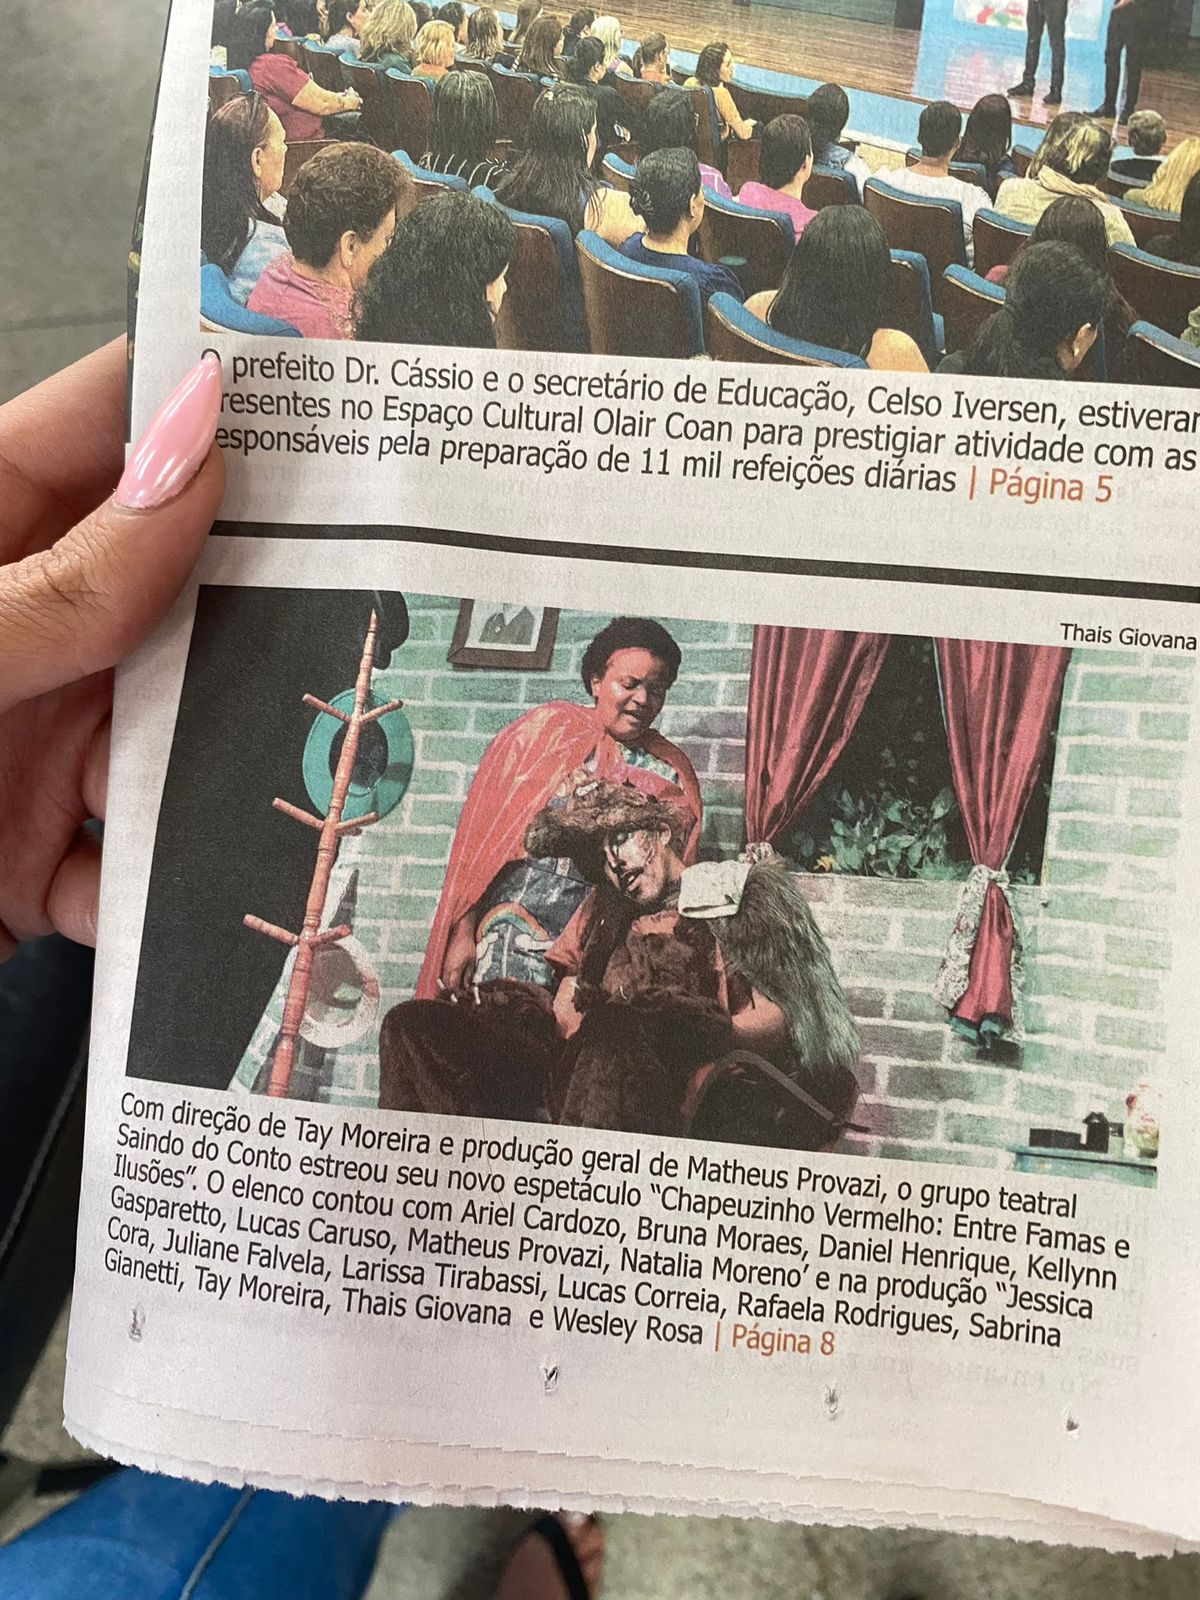 O prefeito Dr. Cássio e o secretário de Educação, Celso Iversen,
no Espaço Cultural Olair Coan para prestigiar atividade com as
pela preparação de 11 mil refeições diárias | Página 5
Thais Giovana
Com direção de Tay Moreira e produção geral de Matheus Provazi, o grupo teatral
Saindo do Conto estreou seu novo espetáculo “Chapeuzinho Vermelho: Entre Famas e
Ilusões”. O elenco contou com Ariel Cardozo, Bruna Moraes, Daniel Henrique, Kellynn
Gasparetto, Lucas Caruso, Matheus Provazi, Natalia Moreno’ e na produção “Jessica
Cora, Juliane Falvela, Larissa Tirabassi, Lucas Correia, Rafaela Rodrigues, Sabrina
Gianetti, Tay Moreira, Thais Giovana e Wesley Rosa | Página 8